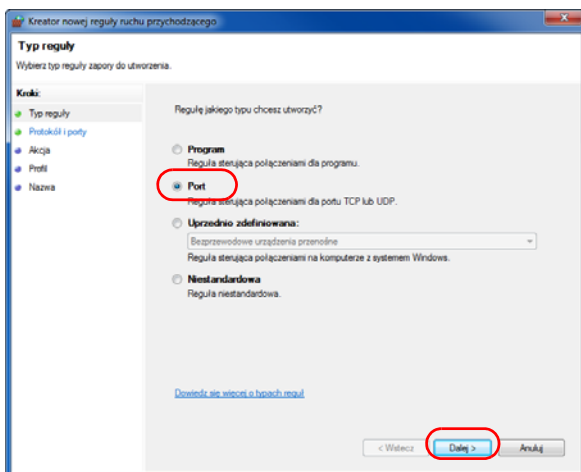 Kreator nowej reguły ruchu przychodzącego
Typ reguły
Wybierz typ reguły zapory do utworzenia.
Kroki:
Typ reguły
Protokół i porty
Akcja
Profil
Nazwa
Regułę jakiego typu chcesz utworzyć?
Program
Reguła sterująca połączeniami dla programu.
Port
Reguła sterująca połączeniami dla portu TCP lub UDP.
Uprzednio zdefiniowana:
Bezprzewodowe urządzenia przenośne
Reguła sterująca połączeniami na komputerze z systemem Windows.
Niestandardowa
Reguła niestandardowa.
Dowiedz się więcej o typach reguł
< Wstecz
Dalej >
Anuluj